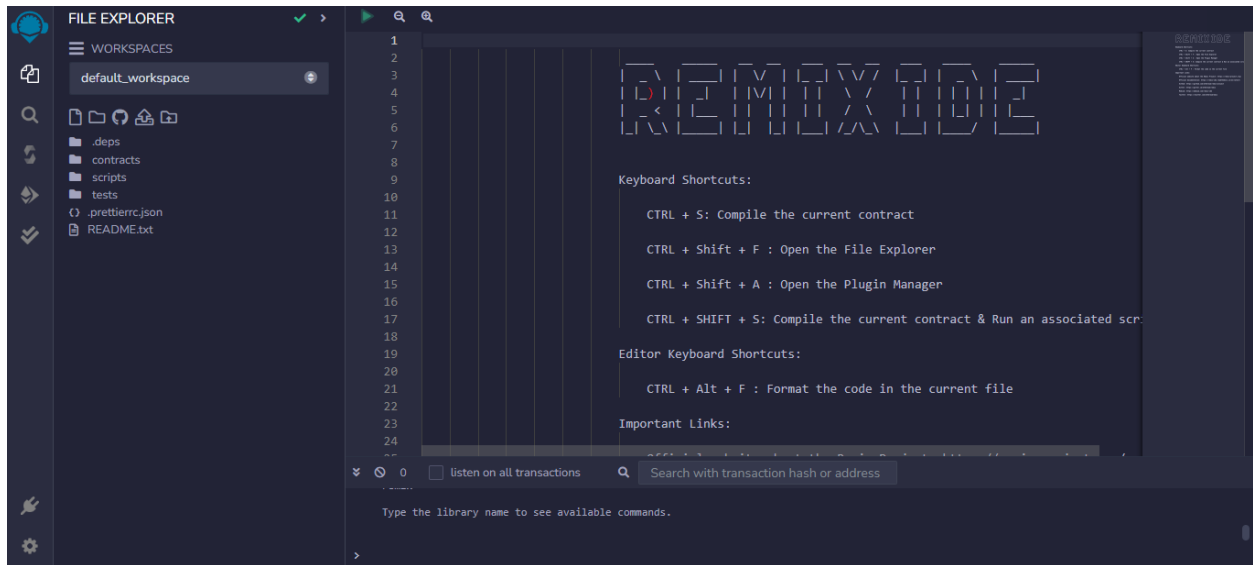 FILE EXPLORER
WORKSPACES
default_workspace
.deps
contracts
scripts
tests
.prettierrc.json
README.txt
1
2
3
4
5
6
7
8
9
10
11
12
13
14
15
16
17
18
19
20
21
22
23
24
REMIX IDE
Keyboard Shortcuts:
CTRL + S: Compile the current contract
CTRL + Shift + F : Open the File Explorer
CTRL + Shift + A : Open the Plugin Manager
CTRL + SHIFT + S: Compile the current contract & Run an associated scr
Editor Keyboard Shortcuts:
CTRL + Alt + F : Format the code in the current file
Important Links:
0
listen on all transactions
Search with transaction hash or address
Type the library name to see available commands.
>